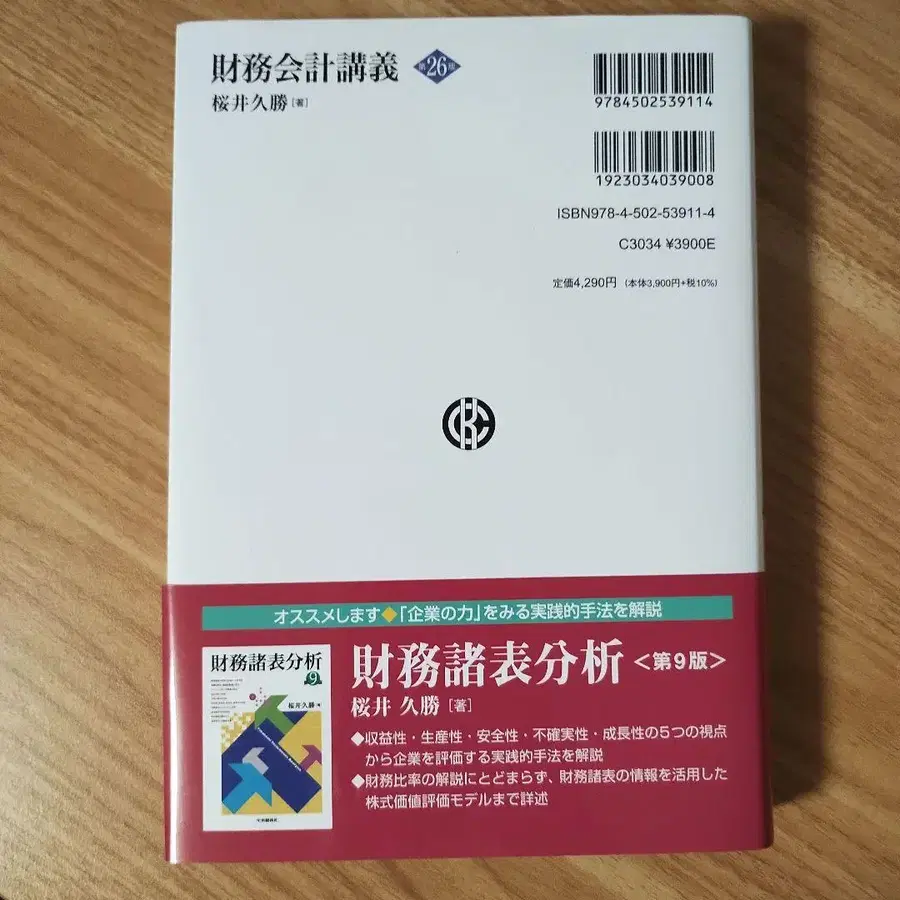 財務会計講義 第26版
桜井久勝[著]
9784502539114
1923034039008
ISBN978-4-502-53911-4
C3034 ¥3900E
定価4,290円 (本体3,900円+税10%)
オススメします◆「企業の力」をみる実践的手法を解説
財務諸表分析<第9版>
桜井 久勝[著]
◆収益性・生産性・安全性・不確実性・成長性の5つの視点
から企業を評価する実践的手法を解説
◆財務比率の解説にとどまらず、財務諸表の情報を活用した
株式価値評価モデルまで詳述
財務諸表分析
9
桜井久勝